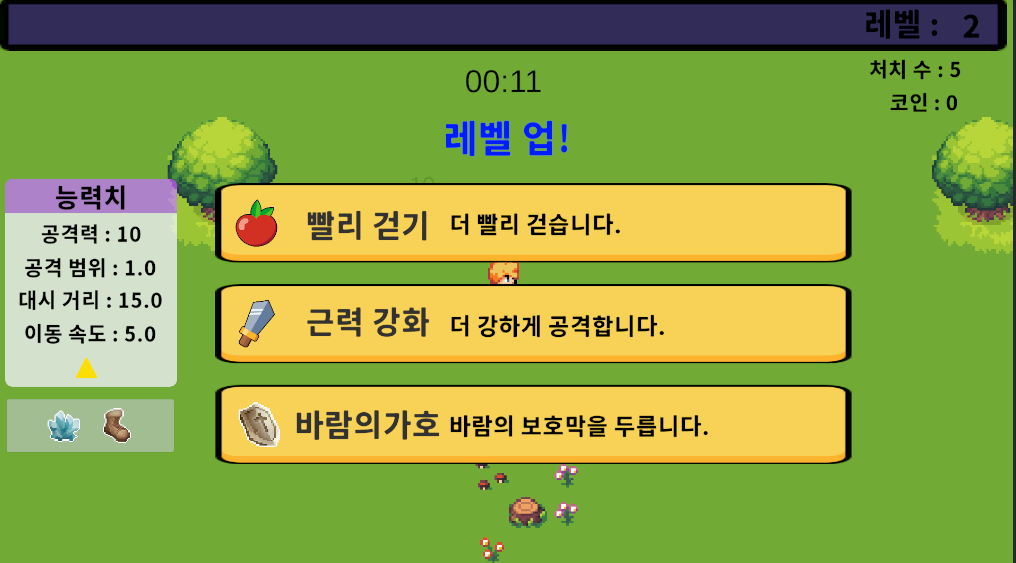 레벨 : 2
처치 수 : 5
코인 : 0
00:11
레벨 업!
10
능력치
공격력 : 10
공격 범위 : 1.0
대시 거리 : 15.0
이동 속도 : 5.0
빨리 걷기 더 빨리 걷습니다.
근력 강화 더 강하게 공격합니다.
바람의가호 바람의 보호막을 두릅니다.